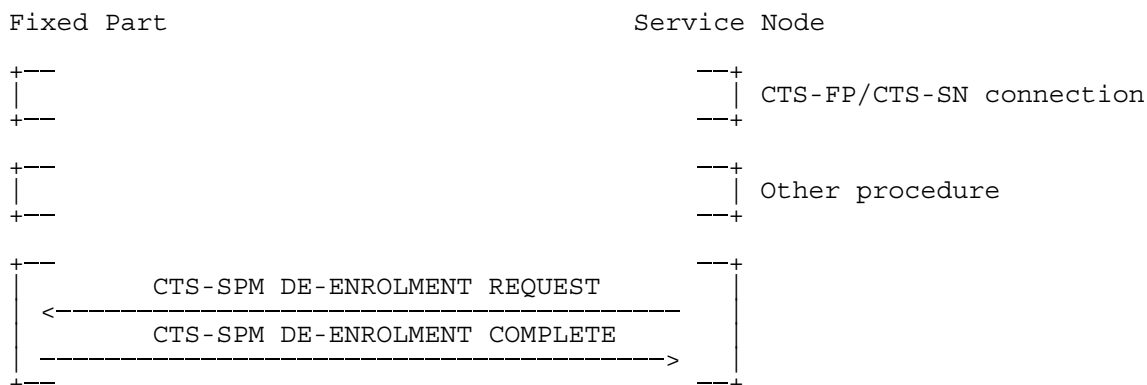 Fixed Part Service Node
CTS-FP/CTS-SN connection
Other procedure
CTS-SPM DE-ENROLMENT REQUEST
CTS-SPM DE-ENROLMENT COMPLETE